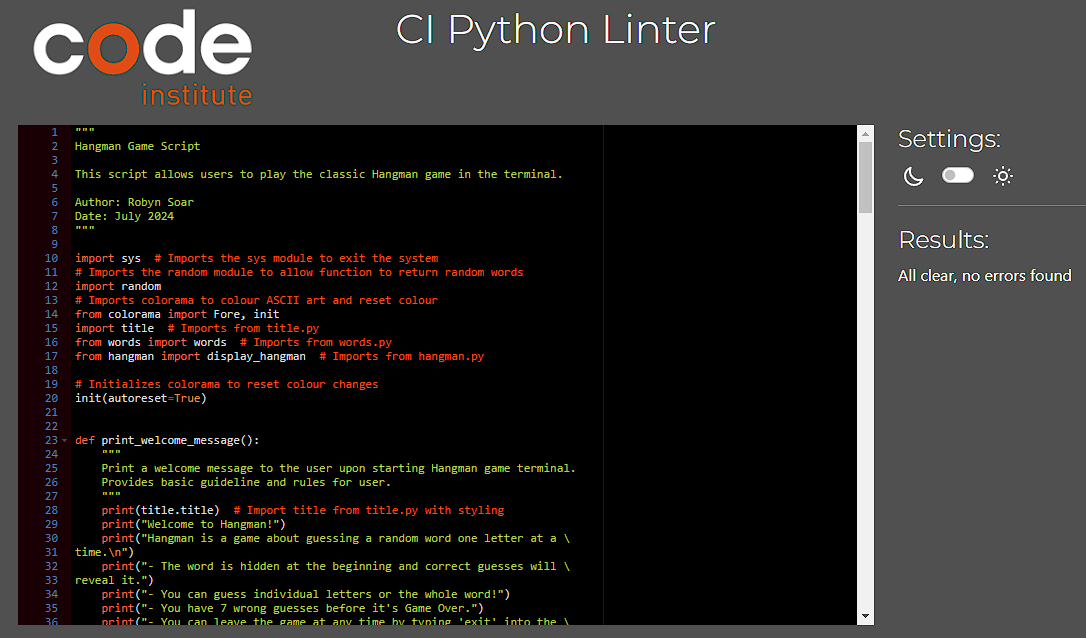 code
institute
CI Python Linter
1 """
2 Hangman Game Script
3
4 This script allows users to play the classic Hangman game in the terminal.
5
6 Author: Robyn Soar
7 Date: July 2024
8 """
9
10 import sys  # Imports the sys module to exit the system
11 # Imports the random module to allow function to return random words
12 import random
13 # Imports colorama to colour ASCII art and reset colour
14 from colorama import Fore, init
15 import title  # Imports from title.py
16 from words import words  # Imports from words.py
17 from hangman import display_hangman  # Imports from hangman.py
18
19 # Initializes colorama to reset colour changes
20 init(autoreset=True)
21
22
23 def print_welcome_message():
24     """
25     Print a welcome message to the user upon starting Hangman game terminal.
26     Provides basic guideline and rules for user.
27     """
28     print(title.title)  # Import title from title.py with styling
29     print("Welcome to Hangman!")
30     print("Hangman is a game about guessing a random word one letter at a \
31 time.\n")
32     print("- The word is hidden at the beginning and correct guesses will \
33 reveal it.")
34     print("- You can guess individual letters or the whole word!")
35     print("- You have 7 wrong guesses before it's Game Over.")
36     print("- You can leave the game at any time by typing 'exit' into the \
Settings:
Results:
All clear, no errors found